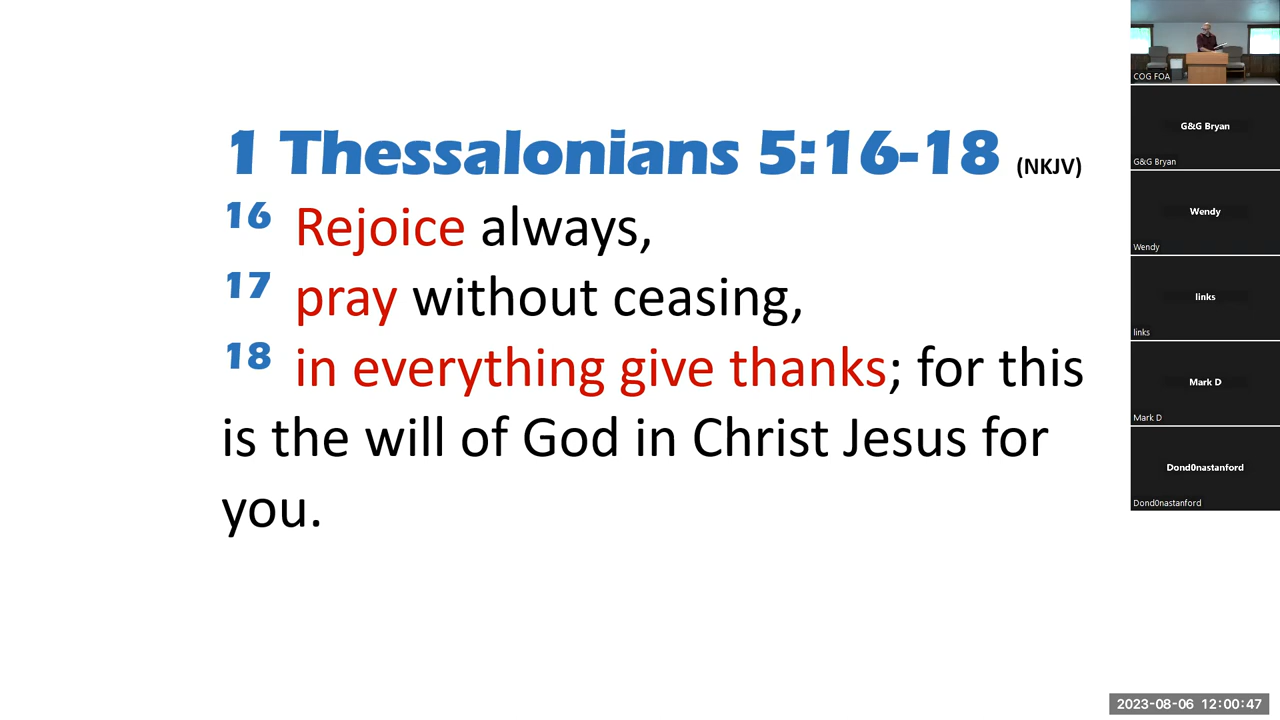 1 Thessalonians 5:16-18 (NKJV)
16 Rejoice always,
17 pray without ceasing,
18 in everything give thanks; for this
is the will of God in Christ Jesus for
you.
COG FOA
G&G Bryan
G&G Bryan
Wendy
Wendy
links
links
Mark D
Mark D
Dond0nastanford
Dond0nastanford
2023-08-06 12:00:47